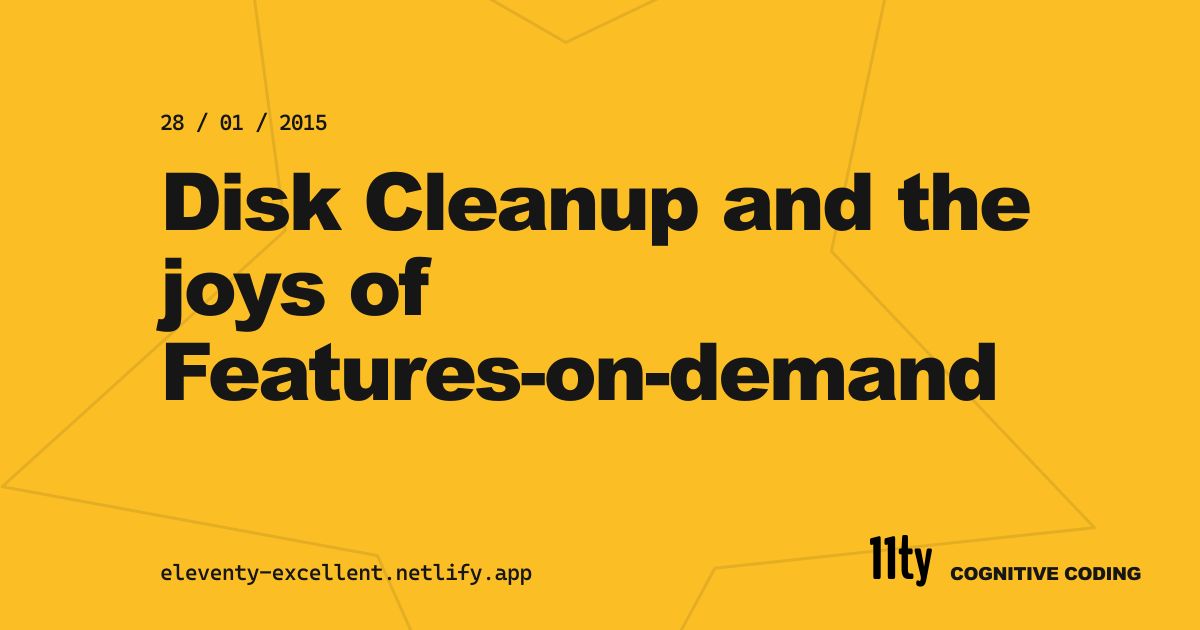 28 / 01 / 2015
Disk Cleanup and the
joys of
Features-on-demand
eleventy-excellent.netlify.app
11ty COGNITIVE CODING